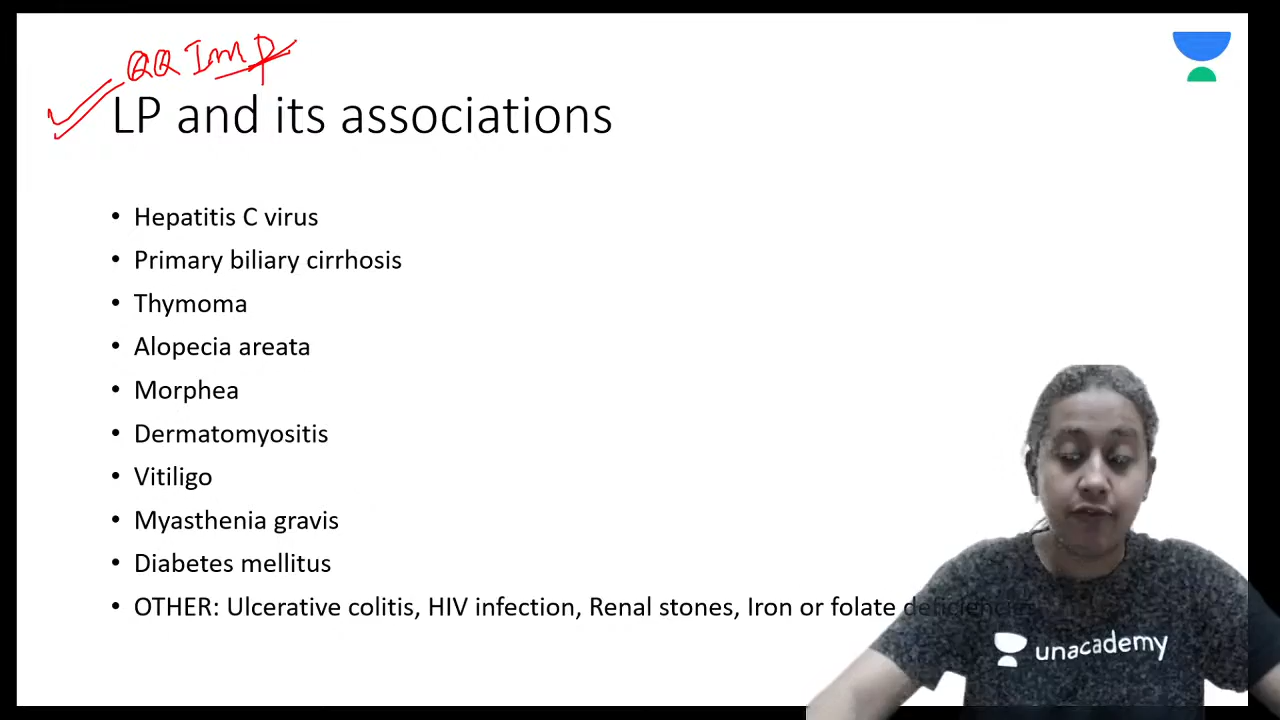 Imp
LP and its associations
• Hepatitis C virus
• Primary biliary cirrhosis
• Thymoma
• Alopecia areata
• Morphea
• Dermatomyositis
• Vitiligo
• Myasthenia gravis
• Diabetes mellitus
• OTHER: Ulcerative colitis, HIV infection, Renal stones, Iron or folate
unacademy